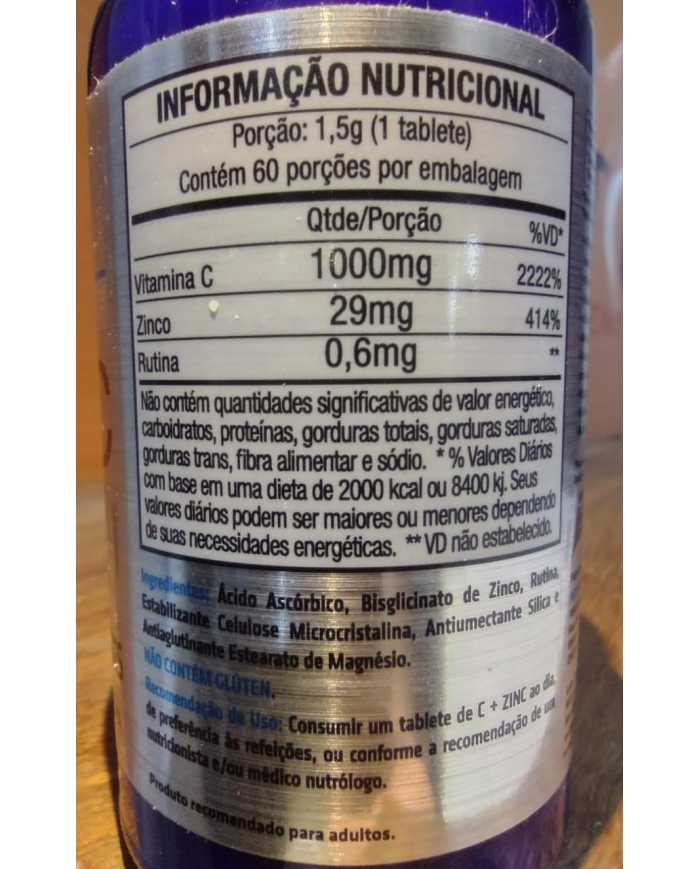 INFORMAÇÃO NUTRICIONAL
Porção: 1,5g (1 tablete)
Contém 60 porções por embalagem
Qtde/Porção %VD*
Vitamina C 1000mg 2222%
Zinco 29mg 414%
Rutina 0,6mg **
Não contém quantidades significativas de valor energético,
carboidratos, proteínas, gorduras totais, gorduras saturadas,
gorduras trans, fibra alimentar e sódio. * % Valores Diários
com base em uma dieta de 2000 kcal ou 8400 kj. Seus
valores diários podem ser maiores ou menores dependendo
de suas necessidades energéticas. ** VD não estabelecido.
Ingredientes: Ácido Ascórbico, Bisglicinato de Zinco, Rutina,
Estabilizante Celulose Microcristalina, Antiumectante Silica e
Antiaglutinante Estearato de Magnésio.
NÃO CONTÉM GLÚTEN.
Recomendação de Uso: Consumir um tablete de C + ZINC ao dia,
de preferência às refeições, ou conforme a recomendação de um
nutricionista e/ou médico nutrólogo.
Produto recomendado para adultos.